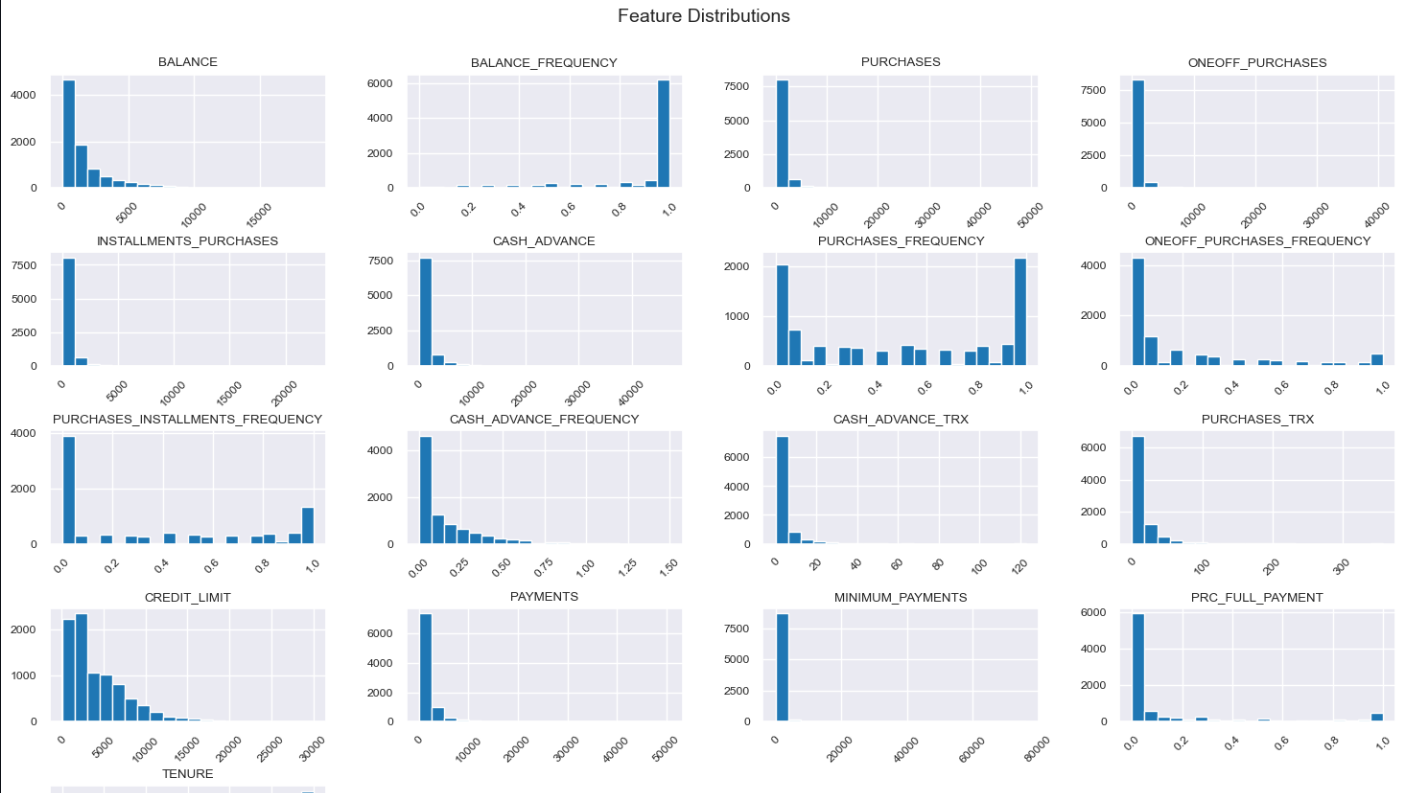 Feature Distributions
BALANCE BALANCE_FREQUENCY PURCHASES ONEOFF_PURCHASES
4000 2000 0
0 5000 10000 15000
6000 4000 2000 0
0.0 0.2 0.4 0.6 0.8 1.0
7500 5000 2500 0
0 10000 20000 30000 40000 50000
7500 5000 2500 0
0 10000 20000 30000 40000
INSTALLMENTS_PURCHASES CASH_ADVANCE PURCHASES_FREQUENCY ONEOFF_PURCHASES_FREQUENCY
7500 5000 2500 0
0 5000 10000 15000 20000
7500 5000 2500 0
0 10000 20000 30000 40000
2000 1000 0
0.0 0.2 0.4 0.6 0.8 1.0
4000 2000 0
0.0 0.2 0.4 0.6 0.8 1.0
PURCHASES_INSTALLMENTS_FREQUENCY CASH_ADVANCE_FREQUENCY CASH_ADVANCE_TRX PURCHASES_TRX
4000 2000 0
0.0 0.2 0.4 0.6 0.8 1.0
4000 2000 0
0.00 0.25 0.50 0.75 1.00 1.25 1.50
6000 4000 2000 0
0 20 40 60 80 100 120
6000 4000 2000 0
0 100 200 300
CREDIT_LIMIT PAYMENTS MINIMUM_PAYMENTS PRC_FULL_PAYMENT
2000 1000 0
0 5000 10000 15000 20000 25000 30000
6000 4000 2000 0
0 10000 20000 30000 40000 50000
7500 5000 2500 0
0 20000 40000 60000 80000
6000 4000 2000 0
0.0 0.2 0.4 0.6 0.8 1.0
TENURE